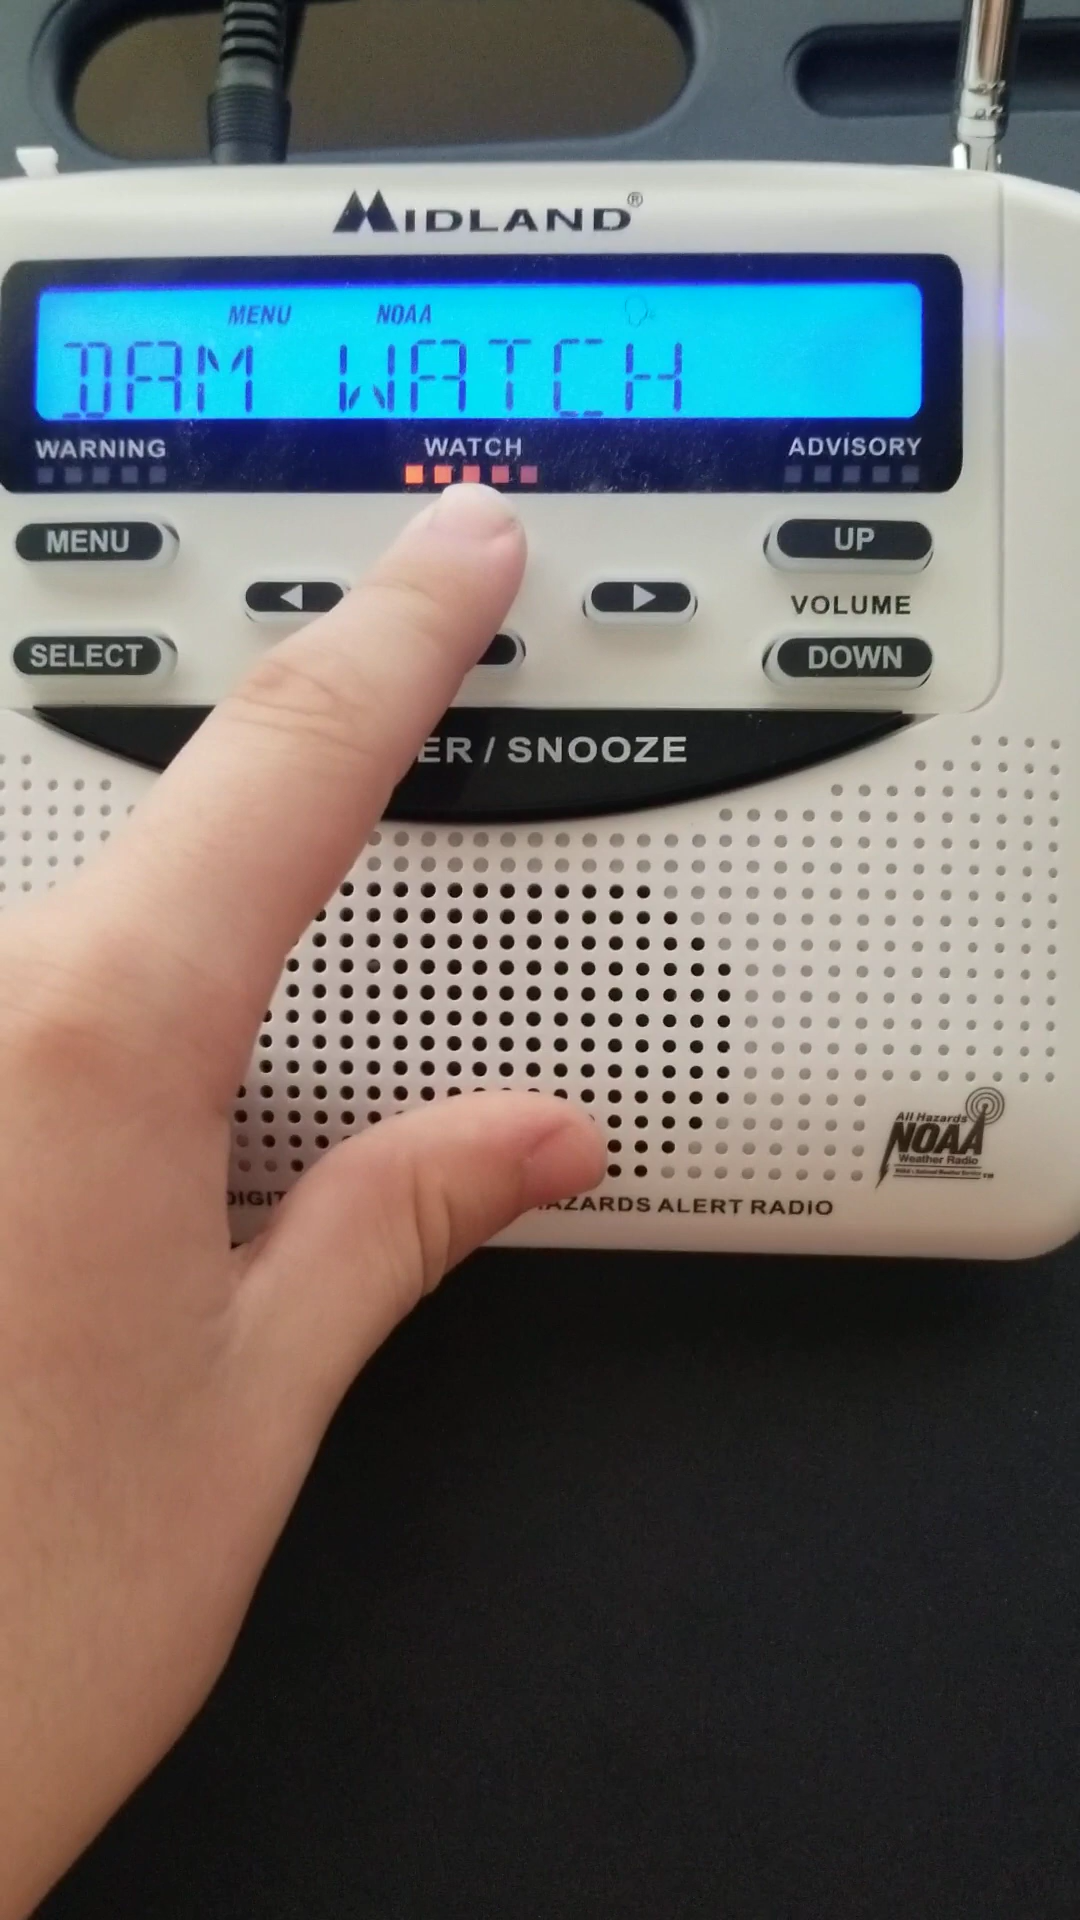 MIDLAND®
MENU NOAA
DAM WATCH
WARNING WATCH ADVISORY
MENU UP
VOLUME
SELECT DOWN
ER / SNOOZE
All Hazards
NOAA
Weather Radio
DIGIT AZARDS ALERT RADIO